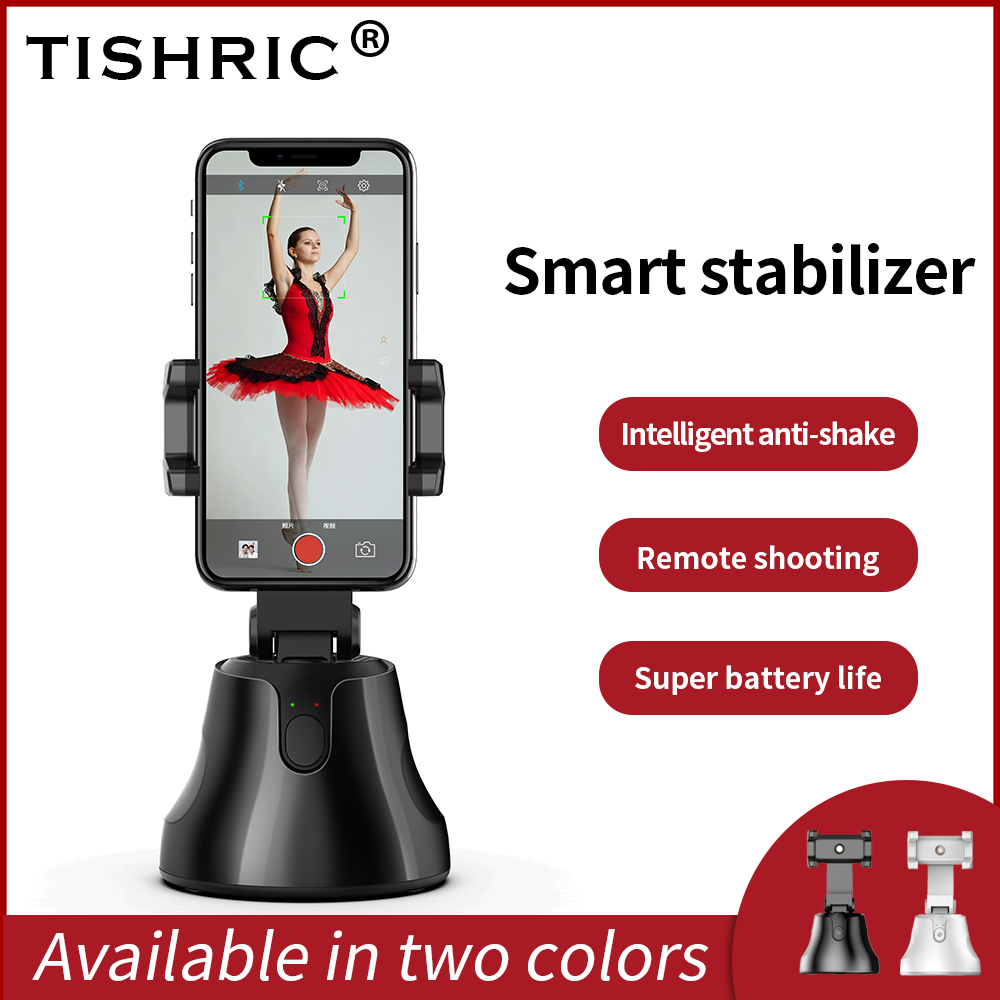 TISHRIC®
Smart stabilizer
Intelligent anti-shake
Remote shooting
Super battery life
照片 视频
Available in two colors